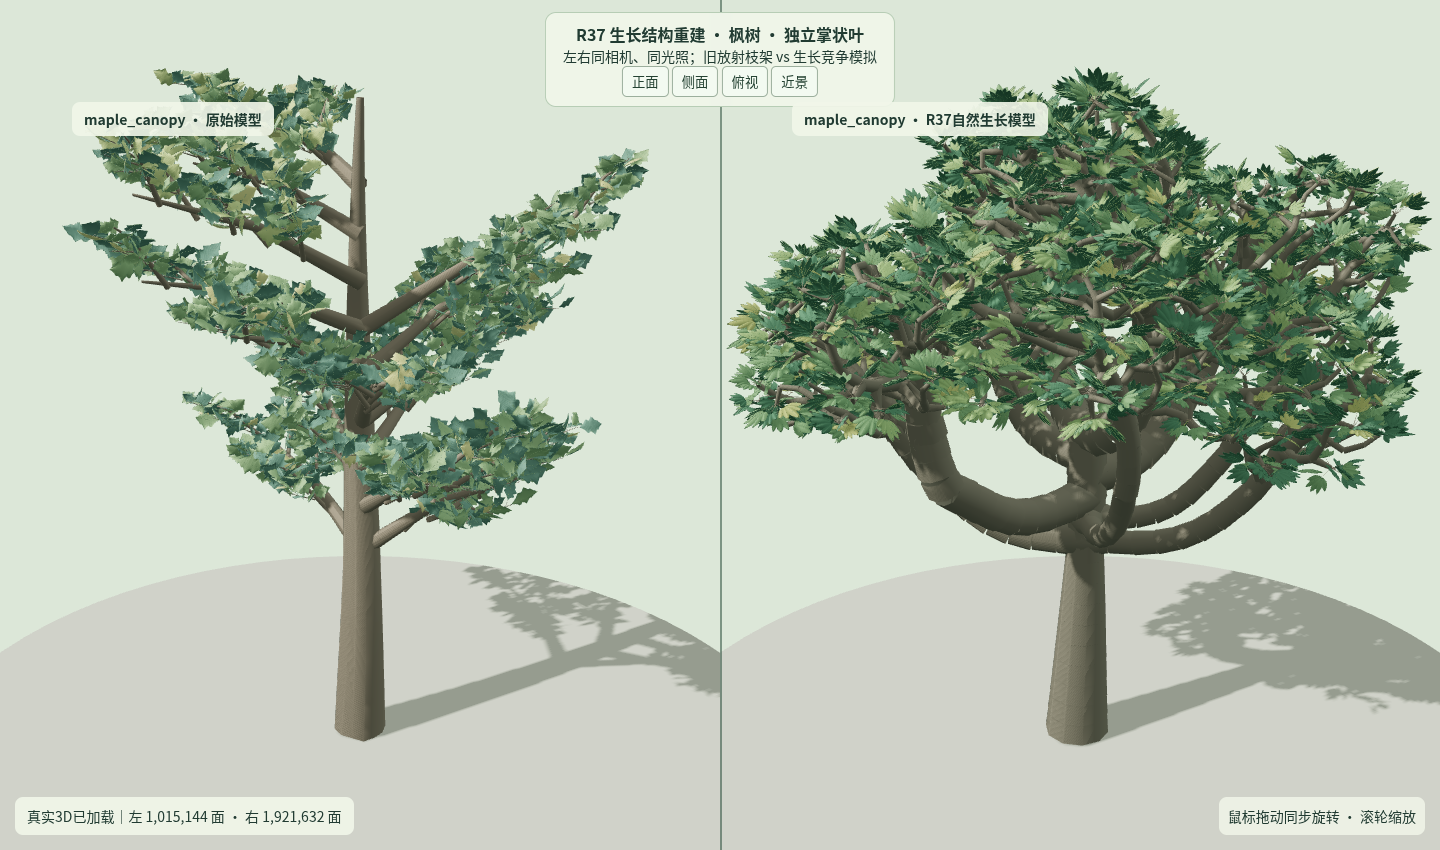 R37 生长结构重建 · 枫树 · 独立掌状叶
左右同相机、同光照；旧放射枝架 vs 生长竞争模拟
正面 侧面 俯视 近景
maple_canopy · 原始模型
maple_canopy · R37自然生长模型
真实3D已加载｜左 1,015,144 面 · 右 1,921,632 面
鼠标拖动同步旋转 · 滚轮缩放